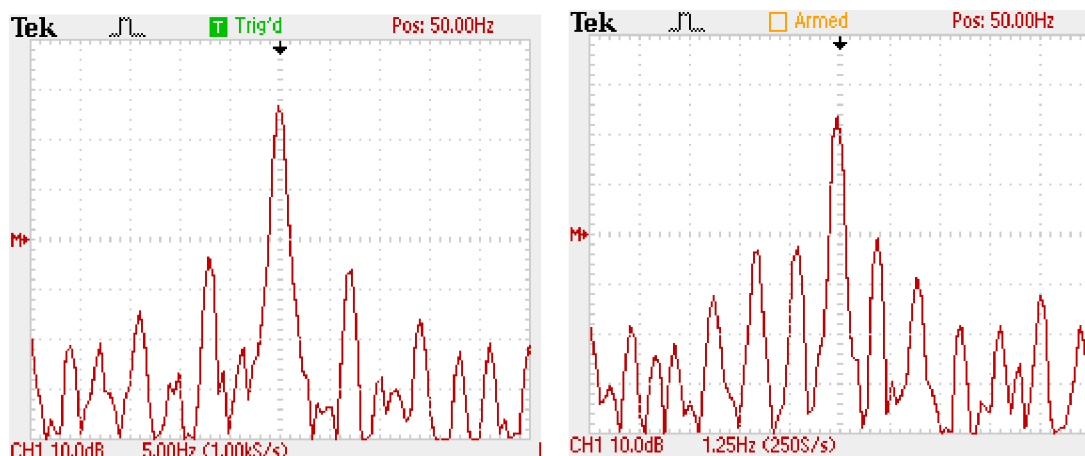 Tek T Trig'd Pos: 50.00Hz
M
CH1 10.0dB 5.00Hz (1.00kS/s)
Tek Armed Pos: 50.00Hz
M
CH1 10.0dB 1.25Hz (250S/s)